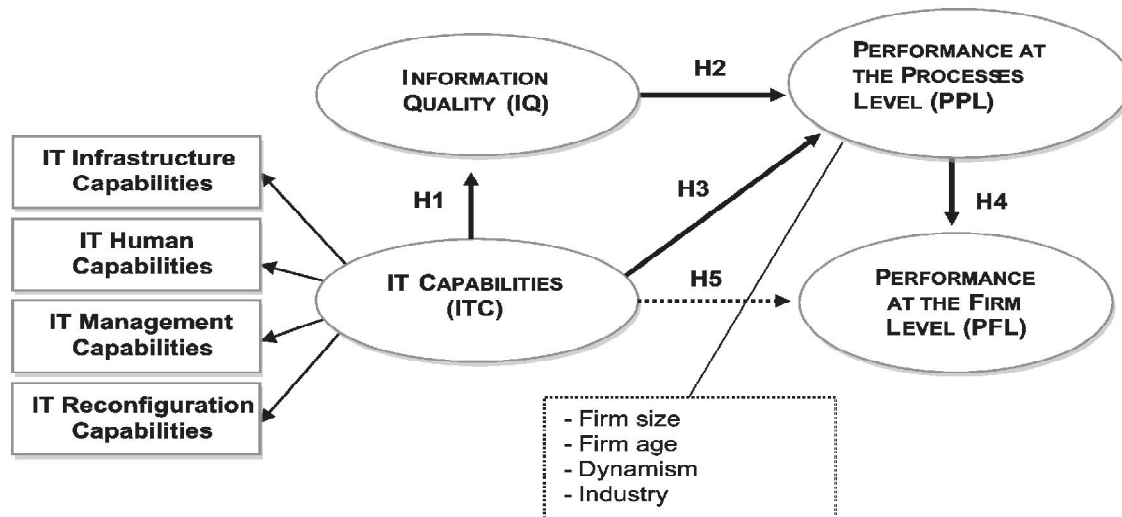 INFORMATION
QUALITY (IQ)
H2
PERFORMANCE AT
THE PROCESSES
LEVEL (PPL)
IT Infrastructure
Capabilities
IT Human
Capabilities
IT Management
Capabilities
IT Reconfiguration
Capabilities
H1
H3
H4
IT CAPABILITIES
(ITC)
H5
PERFORMANCE
AT THE FIRM
LEVEL (PFL)
- Firm size
- Firm age
- Dynamism
- Industry